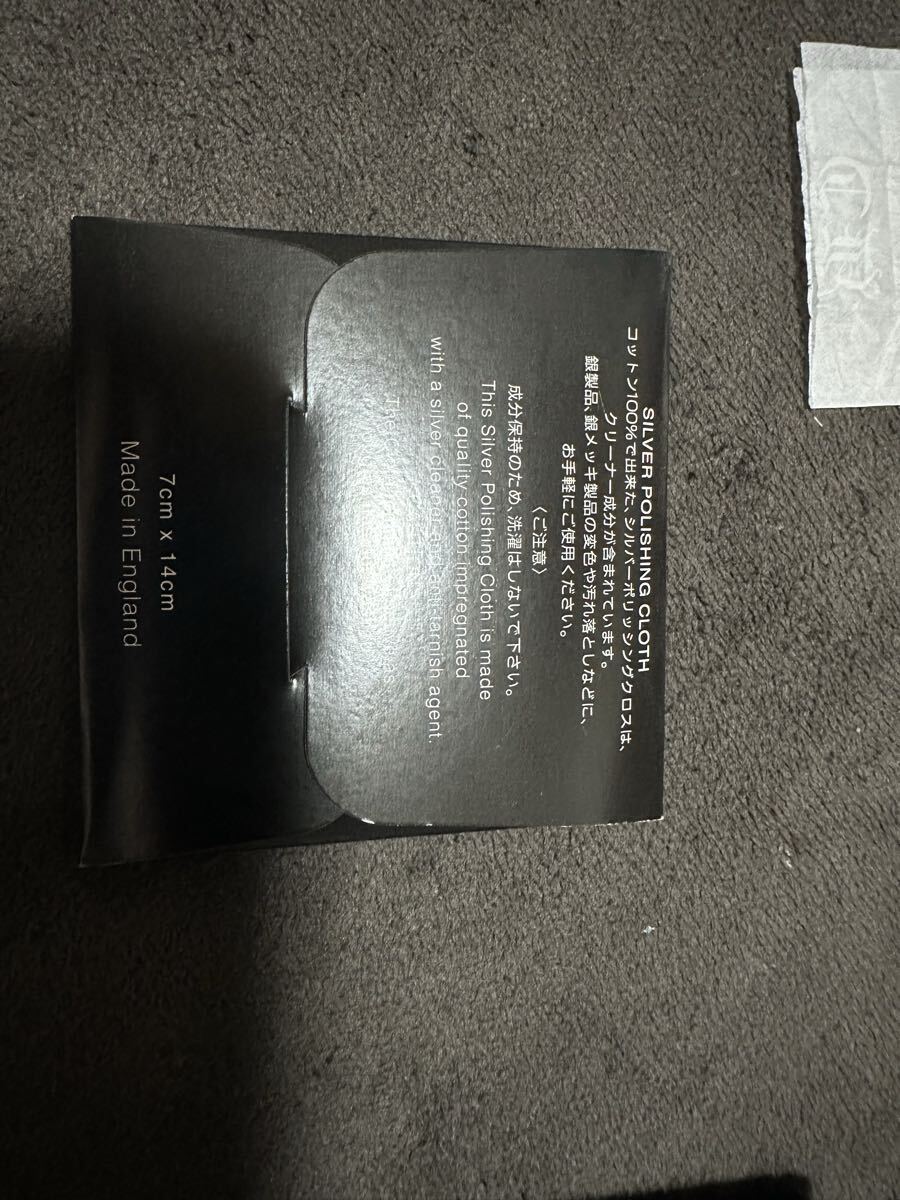 SILVER POLISHING CLOTH
コットン100%で出来た、シルバーポリッシングクロスは、
クリーナー成分が含まれています。
銀製品、銀メッキ製品の変色や汚れ落としなどに、
お手軽にご使用ください。
〈ご注意〉
成分保持のため、洗濯はしないで下さい。
This Silver Polishing Cloth is made
of quality cotton impregnated
with a silver cleaner and anti-tarnish agent.
7cm x 14cm
Made in England